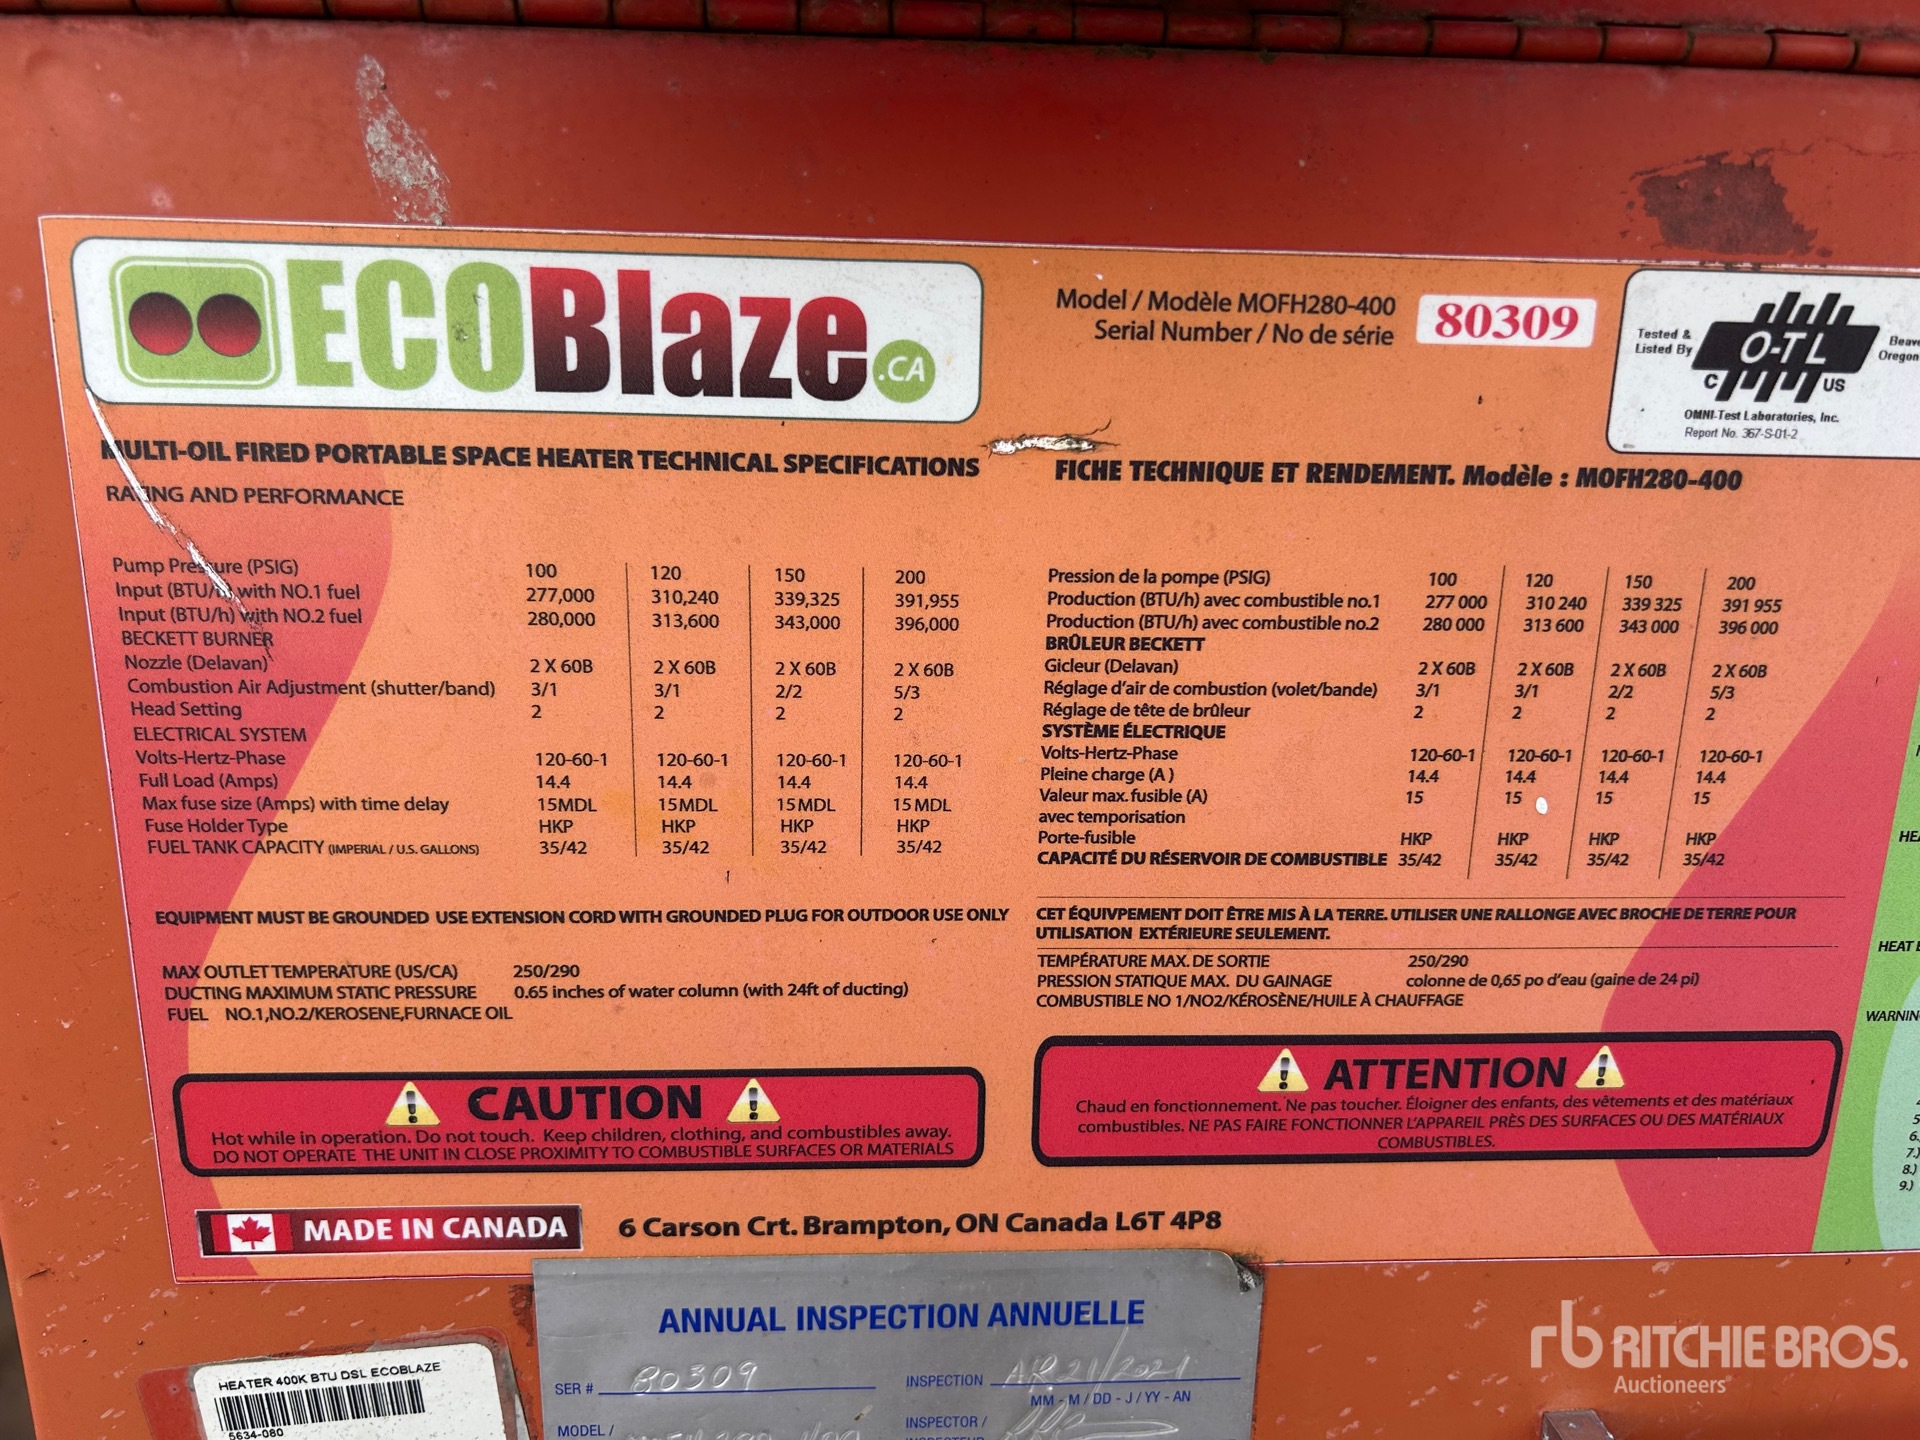 ECOBlaze.CA
Model / Modèle MOFH280-400
Serial Number / No de série
80309
Tested &
Listed By
O-TL
C US
Oregon
OMNI-Test Laboratories, Inc.
Report No. 367-S-01-2
MULTI-OIL FIRED PORTABLE SPACE HEATER TECHNICAL SPECIFICATIONS
RATING AND PERFORMANCE
Pump Pressure (PSIG) 100 120 150 200
Input (BTU/h) with NO.1 fuel 277,000 310,240 339,325 391,955
Input (BTU/h) with NO.2 fuel 280,000 313,600 343,000 396,000
BECKETT BURNER
Nozzle (Delavan) 2 X 60B 2 X 60B 2 X 60B 2 X 60B
Combustion Air Adjustment (shutter/band) 3/1 3/1 2/2 5/3
Head Setting 2 2 2 2
ELECTRICAL SYSTEM
Volts-Hertz-Phase 120-60-1 120-60-1 120-60-1 120-60-1
Full Load (Amps) 14.4 14.4 14.4 14.4
Max fuse size (Amps) with time delay 15MDL 15MDL 15MDL 15MDL
Fuse Holder Type HKP HKP HKP HKP
FUEL TANK CAPACITY (IMPERIAL / U.S. GALLONS) 35/42 35/42 35/42 35/42
EQUIPMENT MUST BE GROUNDED USE EXTENSION CORD WITH GROUNDED PLUG FOR OUTDOOR USE ONLY
MAX OUTLET TEMPERATURE (US/CA) 250/290
DUCTING MAXIMUM STATIC PRESSURE 0.65 inches of water column (with 24ft of ducting)
FUEL NO.1,NO.2/KEROSENE,FURNACE OIL
CAUTION
Hot while in operation. Do not touch. Keep children, clothing, and combustibles away.
DO NOT OPERATE THE UNIT IN CLOSE PROXIMITY TO COMBUSTIBLE SURFACES OR MATERIALS
FICHE TECHNIQUE ET RENDEMENT. Modèle : MOFH280-400
Pression de la pompe (PSIG) 100 120 150 200
Production (BTU/h) avec combustible no.1 277 000 310 240 339 325 391 955
Production (BTU/h) avec combustible no.2 280 000 313 600 343 000 396 000
BRÛLEUR BECKETT
Gicleur (Delavan) 2 X 60B 2 X 60B 2 X 60B 2 X 60B
Réglage d'air de combustion (volet/bande) 3/1 3/1 2/2 5/3
Réglage de tête de brûleur 2 2 2 2
SYSTÈME ÉLECTRIQUE
Volts-Hertz-Phase 120-60-1 120-60-1 120-60-1 120-60-1
Pleine charge (A ) 14.4 14.4 14.4 14.4
Valeur max. fusible (A) 15 15 15 15
avec temporisation
Porte-fusible HKP HKP HKP HKP
CAPACITÉ DU RÉSERVOIR DE COMBUSTIBLE 35/42 35/42 35/42 35/42
CET ÉQUIVPEMENT DOIT ÊTRE MIS À LA TERRE. UTILISER UNE RALLONGE AVEC BROCHE DE TERRE POUR
UTILISATION EXTÉRIEURE SEULEMENT.
TEMPÉRATURE MAX. DE SORTIE 250/290
PRESSION STATIQUE MAX. DU GAINAGE colonne de 0,65 po d'eau (gaine de 24 pi)
COMBUSTIBLE NO 1/NO2/KÉROSÈNE/HUILE À CHAUFFAGE
ATTENTION
Chaud en fonctionnement. Ne pas toucher. Éloigner des enfants, des vêtements et des matériaux
combustibles. NE PAS FAIRE FONCTIONNER L'APPAREIL PRÈS DES SURFACES OU DES MATÉRIAUX
COMBUSTIBLES.
HEAT
6.)
7.)
8.)
9.)
MADE IN CANADA
6 Carson Crt. Brampton, ON Canada L6T 4P8
ANNUAL INSPECTION ANNUELLE
SER # 80309
INSPECTION AR21/2021
MM - M / DD - J / YY - AN
MODEL /
INSPECTOR /
HEATER 400K BTU DSL ECOBLAZE
5634-080
rb RITCHIE BROS.
Auctioneers